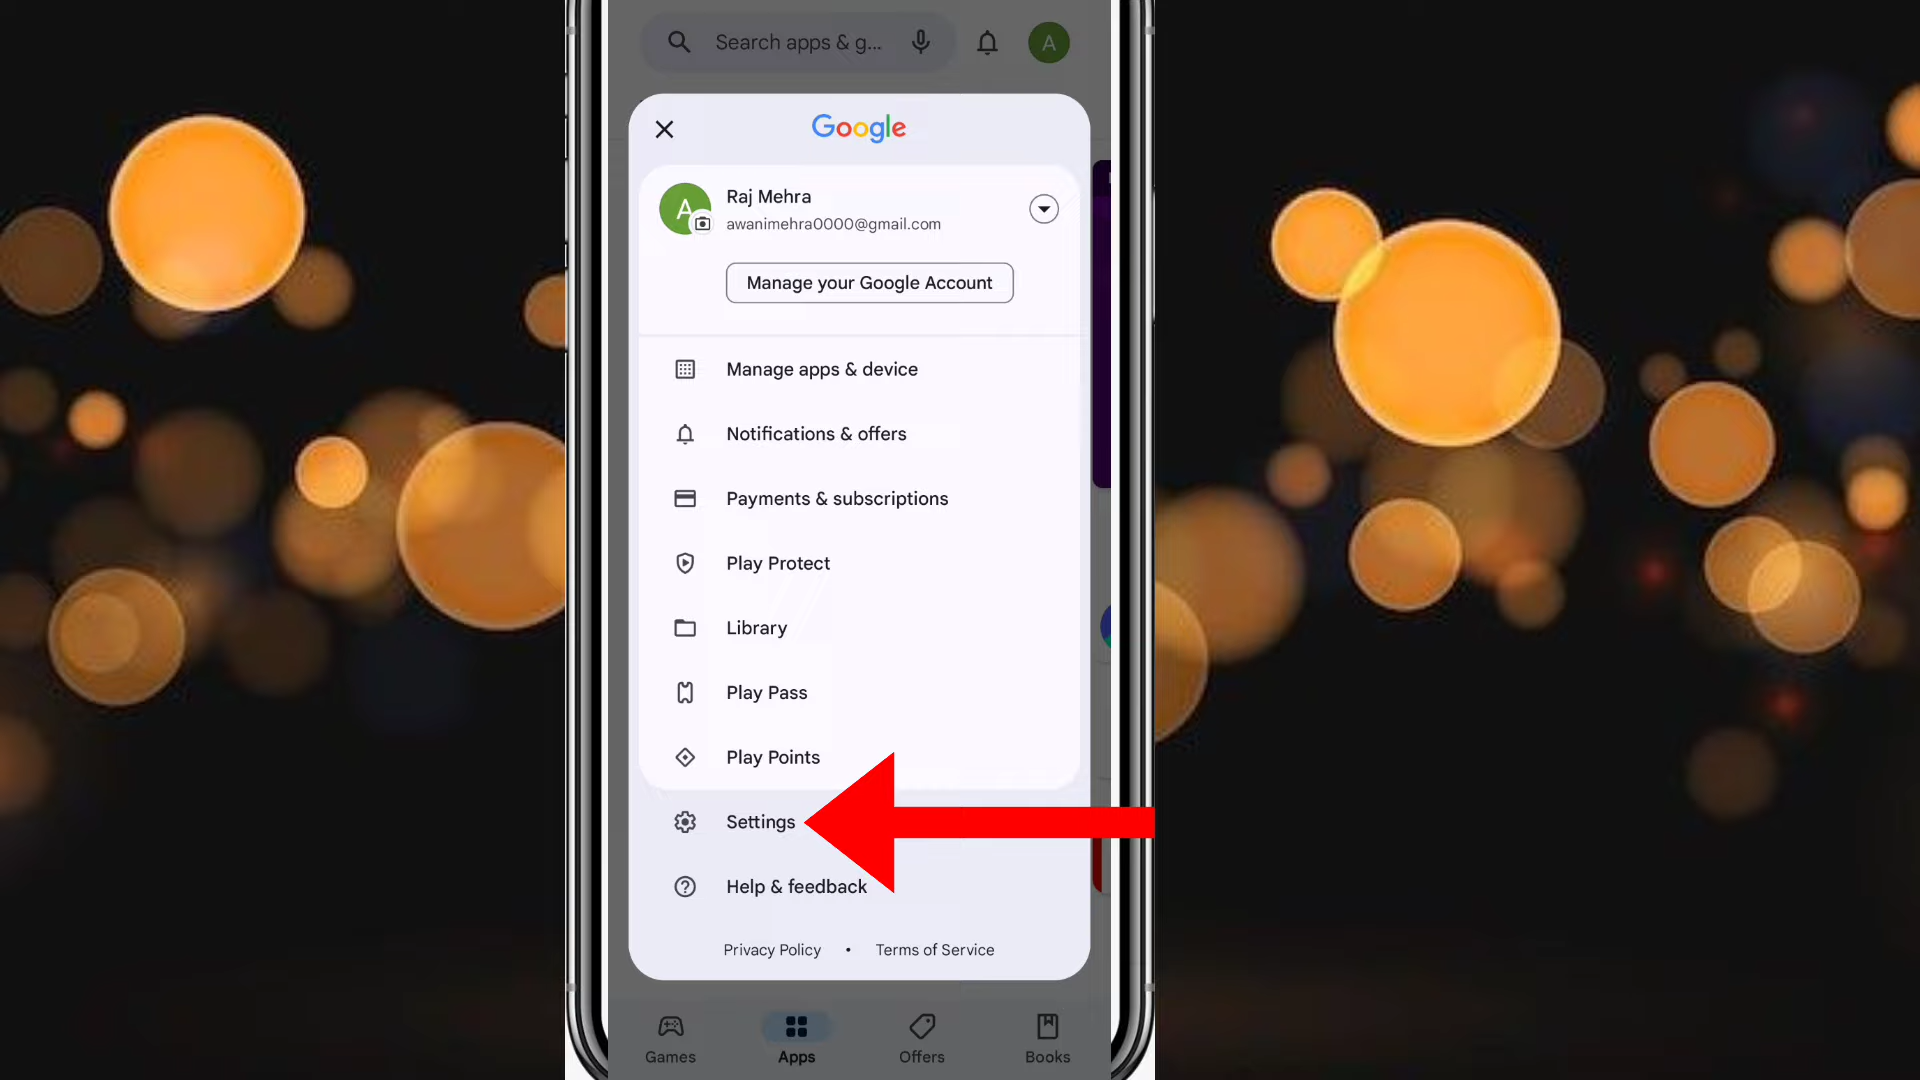 Search apps & g...
A
Google
A
Raj Mehra
awanimehra0000@gmail.com
Manage your Google Account
Manage apps & device
Notifications & offers
Payments & subscriptions
Play Protect
Library
Play Pass
Play Points
Settings
Help & feedback
Privacy Policy • Terms of Service
Games
Apps
Offers
Books